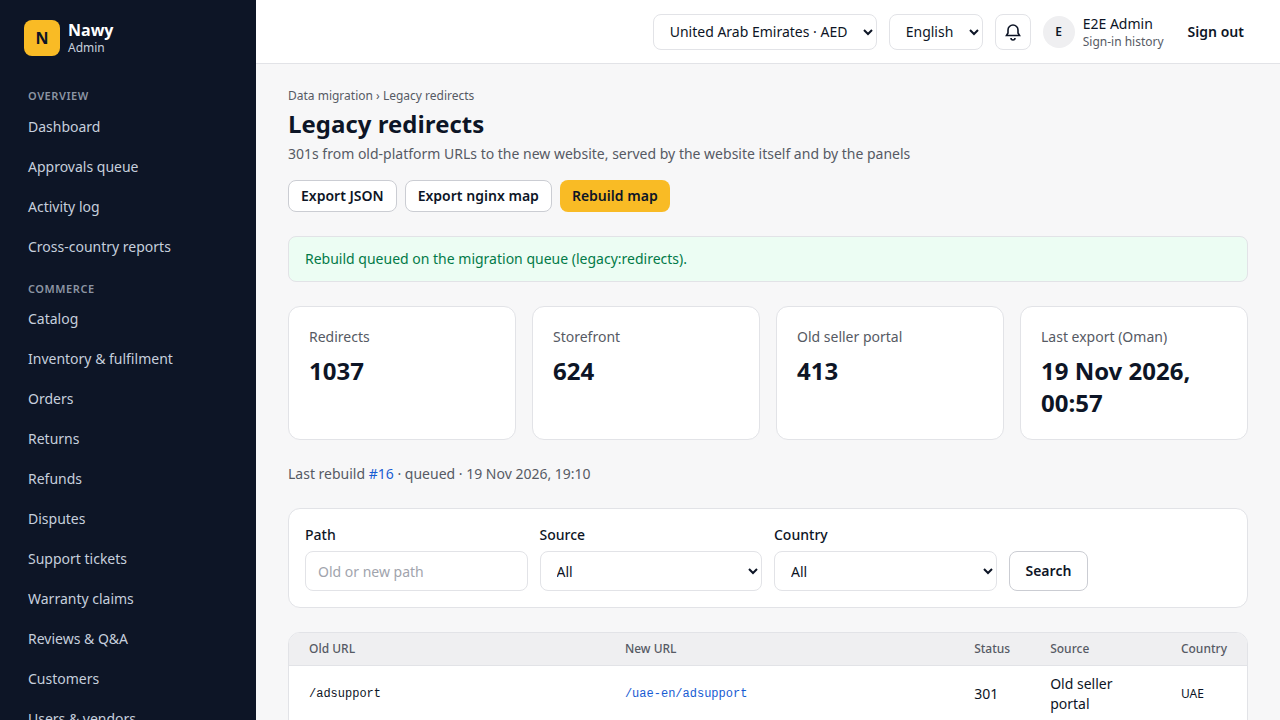 N
Nawy
Admin
OVERVIEW
Dashboard
Approvals queue
Activity log
Cross-country reports
COMMERCE
Catalog
Inventory & fulfilment
Orders
Returns
Refunds
Disputes
Support tickets
Warranty claims
Reviews & Q&A
Customers
Users & vendors
United Arab Emirates · AED
English
E
E2E Admin
Sign-in history
Sign out
Data migration › Legacy redirects
Legacy redirects
301s from old-platform URLs to the new website, served by the website itself and by the panels
Export JSON
Export nginx map
Rebuild map
Rebuild queued on the migration queue (legacy:redirects).
Redirects
1037
Storefront
624
Old seller portal
413
Last export (Oman)
19 Nov 2026,
00:57
Last rebuild #16 · queued · 19 Nov 2026, 19:10
Path
Old or new path
Source
All
Country
All
Search
Old URL New URL Status Source Country
/adsupport /uae-en/adsupport 301 Old seller portal UAE